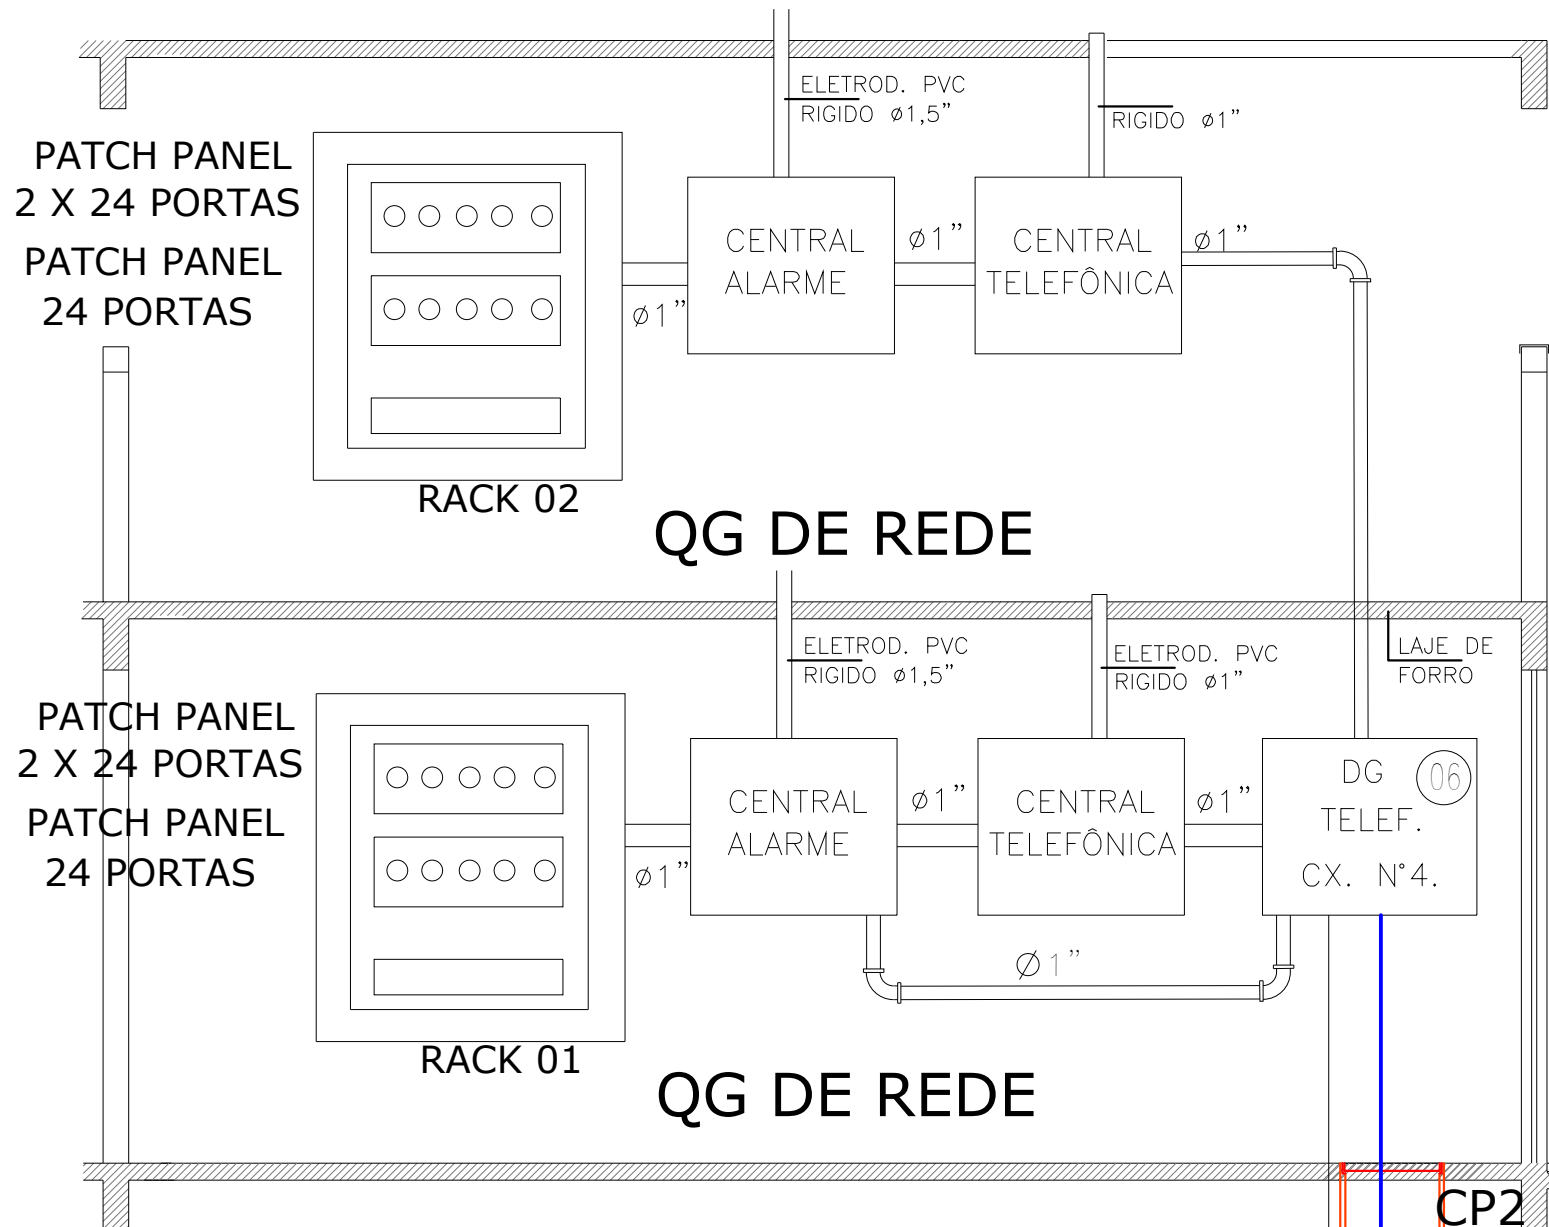 ELETROD. PVC
RIGIDO ø1,5”
RIGIDO ø1”
PATCH PANEL
2 X 24 PORTAS
PATCH PANEL
24 PORTAS
CENTRAL
ALARME
ø1”
CENTRAL
TELEFÔNICA
ø1”
ø1”
RACK 02
QG DE REDE
ELETROD. PVC
RIGIDO ø1,5”
ELETROD. PVC
RIGIDO ø1”
LAJE DE
FORRO
PATCH PANEL
2 X 24 PORTAS
PATCH PANEL
24 PORTAS
CENTRAL
ALARME
ø1”
CENTRAL
TELEFÔNICA
ø1”
DG
06
TELEF.
CX. N°4.
ø1”
Ø1”
RACK 01
QG DE REDE
CP2